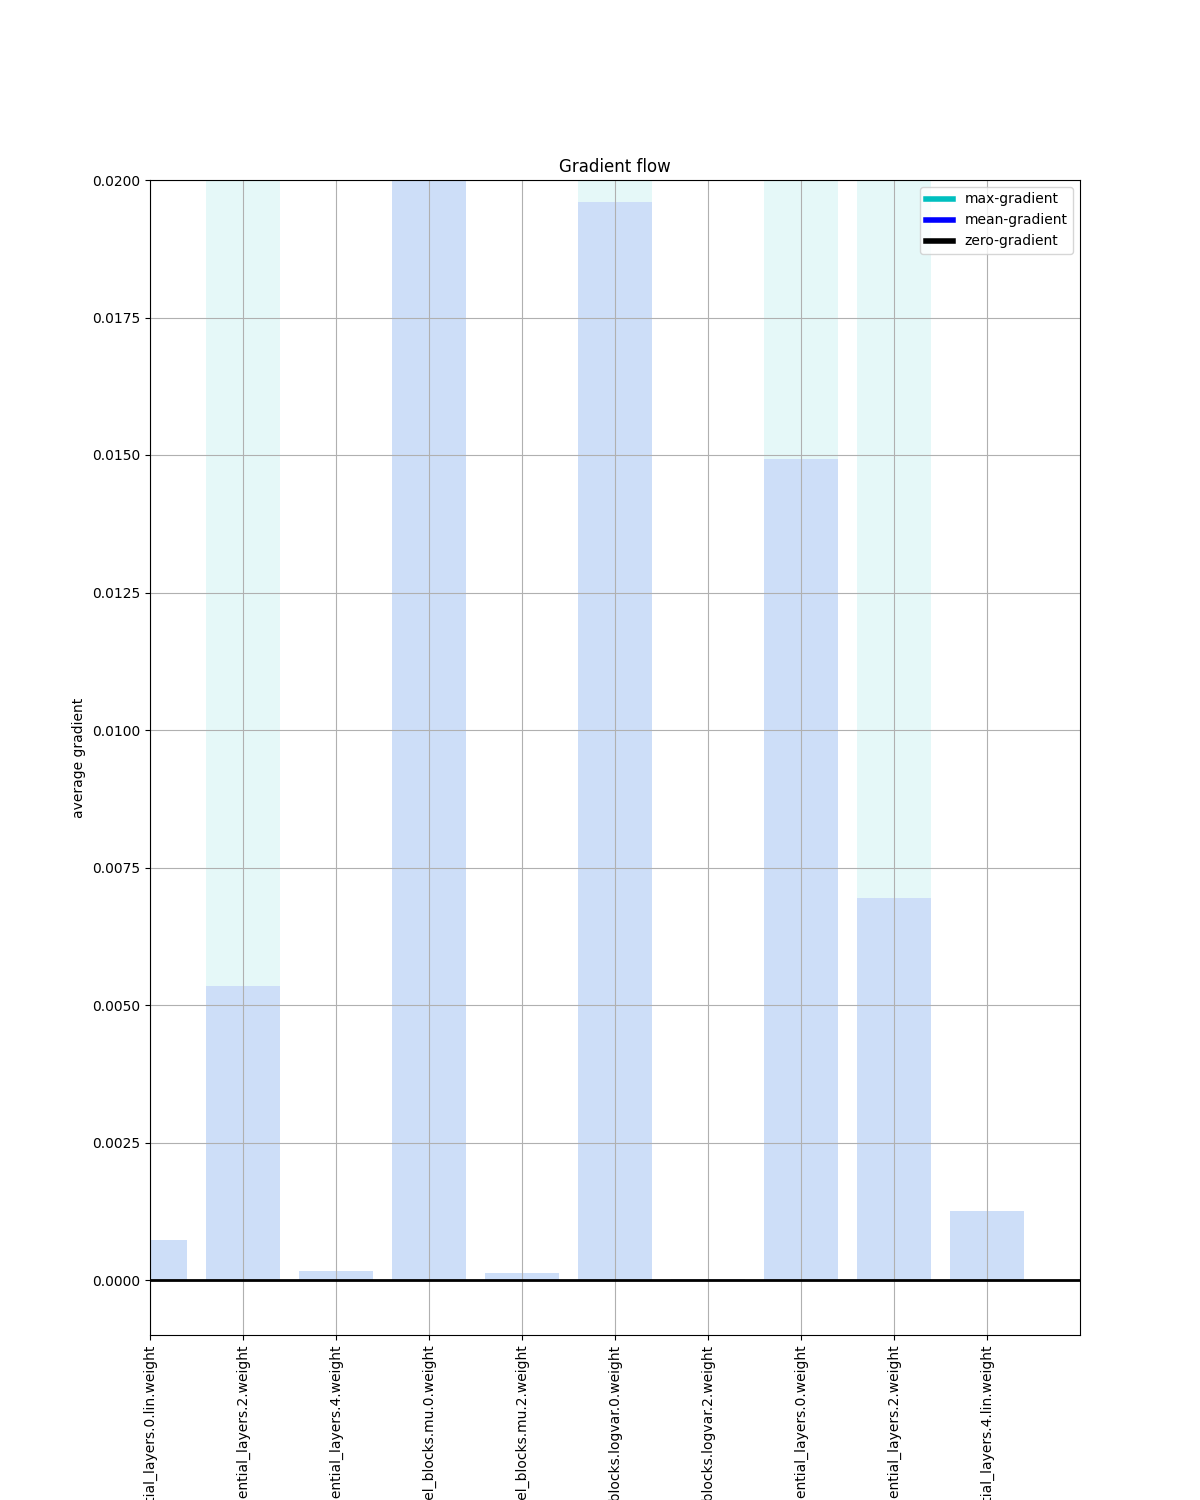 Gradient flow
max-gradient
mean-gradient
zero-gradient
0.0200
0.0175
0.0150
0.0125
0.0100
0.0075
0.0050
0.0025
0.0000
average gradient
tial_layers.0.lin.weight
ential_layers.2.weight
ential_layers.4.weight
el_blocks.mu.0.weight
el_blocks.mu.2.weight
blocks.logvar.0.weight
blocks.logvar.2.weight
ential_layers.0.weight
ential_layers.2.weight
tial_layers.4.lin.weight